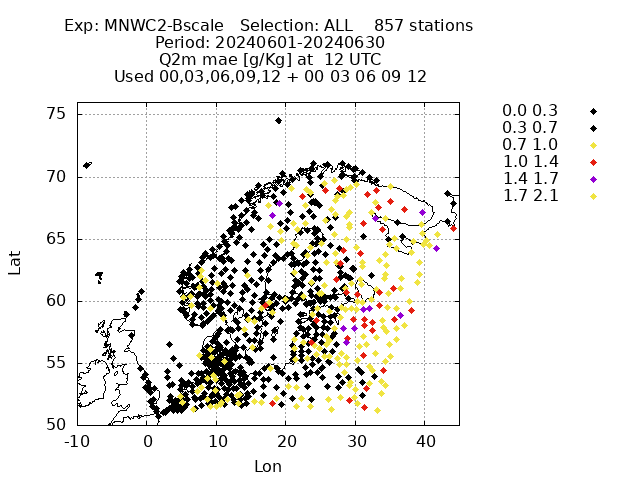 Exp: MNWC2-Bscale   Selection: ALL    857 stations
Period: 20240601-20240630
Q2m mae [g/Kg] at  12 UTC
Used 00,03,06,09,12 + 00 03 06 09 12
0.0 0.3
0.3 0.7
0.7 1.0
1.0 1.4
1.4 1.7
1.7 2.1
75
70
65
60
55
50
Lat
-10 0 10 20 30 40
Lon